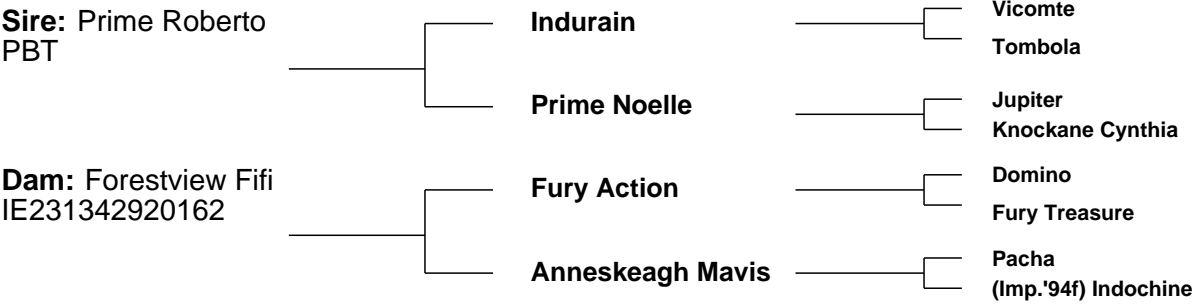 Sire: Prime Roberto
PBT
Indurain
Vicomte
Tombola
Prime Noelle
Jupiter
Knockane Cynthia
Dam: Forestview Fifi
IE231342920162
Fury Action
Domino
Fury Treasure
Anneskeagh Mavis
Pacha
(Imp.'94f) Indochine